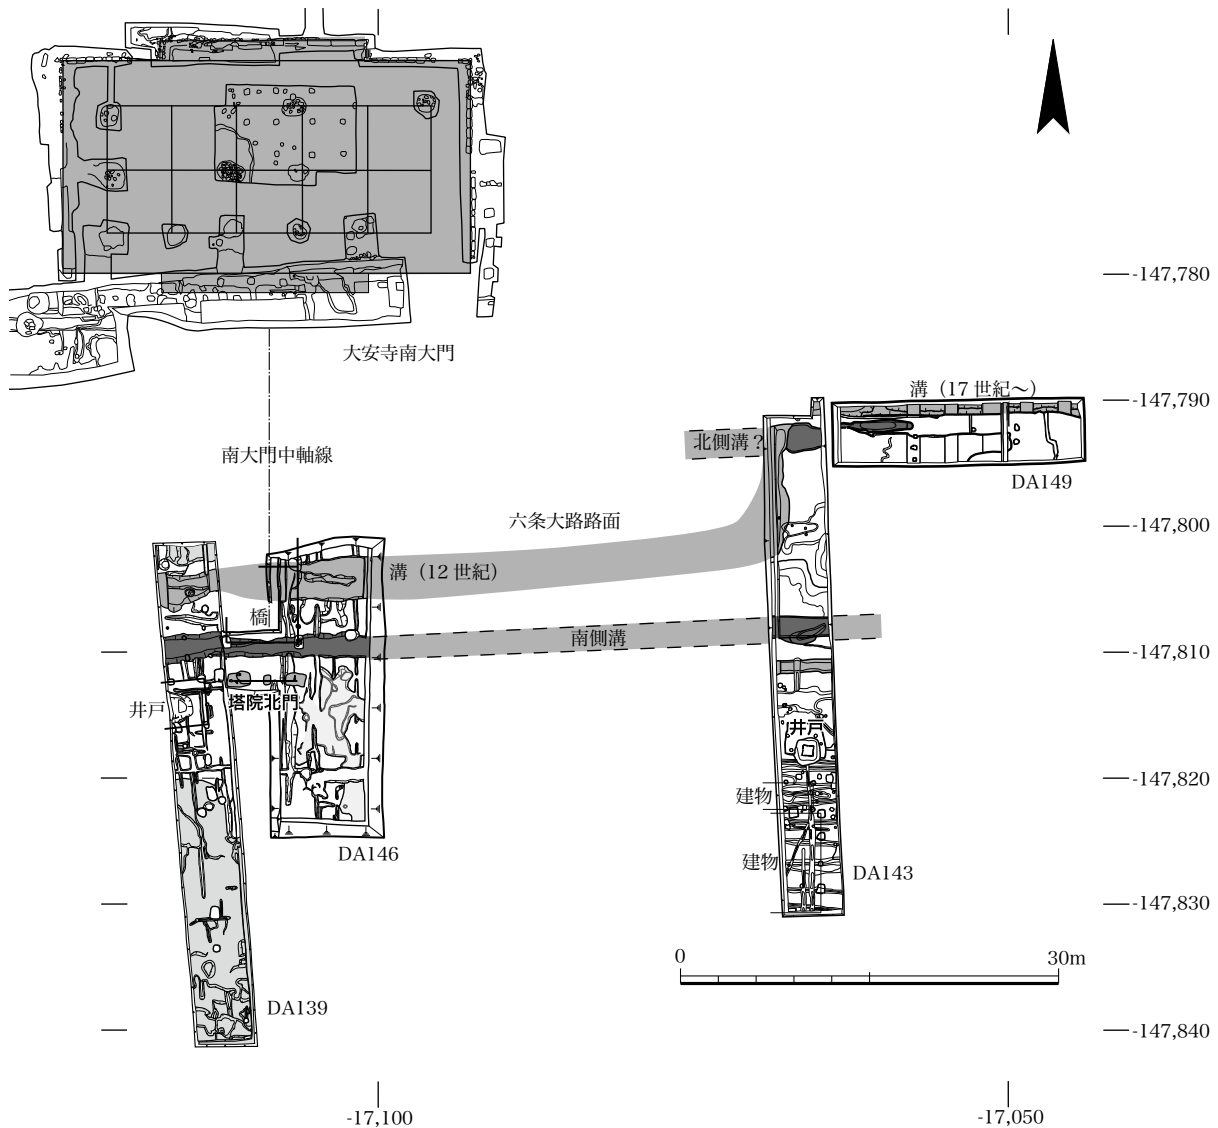 -147,780
大安寺南大門
溝（17 世紀～）
-147,790
北側溝？
南大門中軸線
DA149
六条大路路面
-147,800
溝（12 世紀）
橋
南側溝
-147,810
塔院北門
井戸
井戸
-147,820
建物
DA146
建物
DA143
-147,830
0
30m
DA139
-147,840
-17,100
-17,050